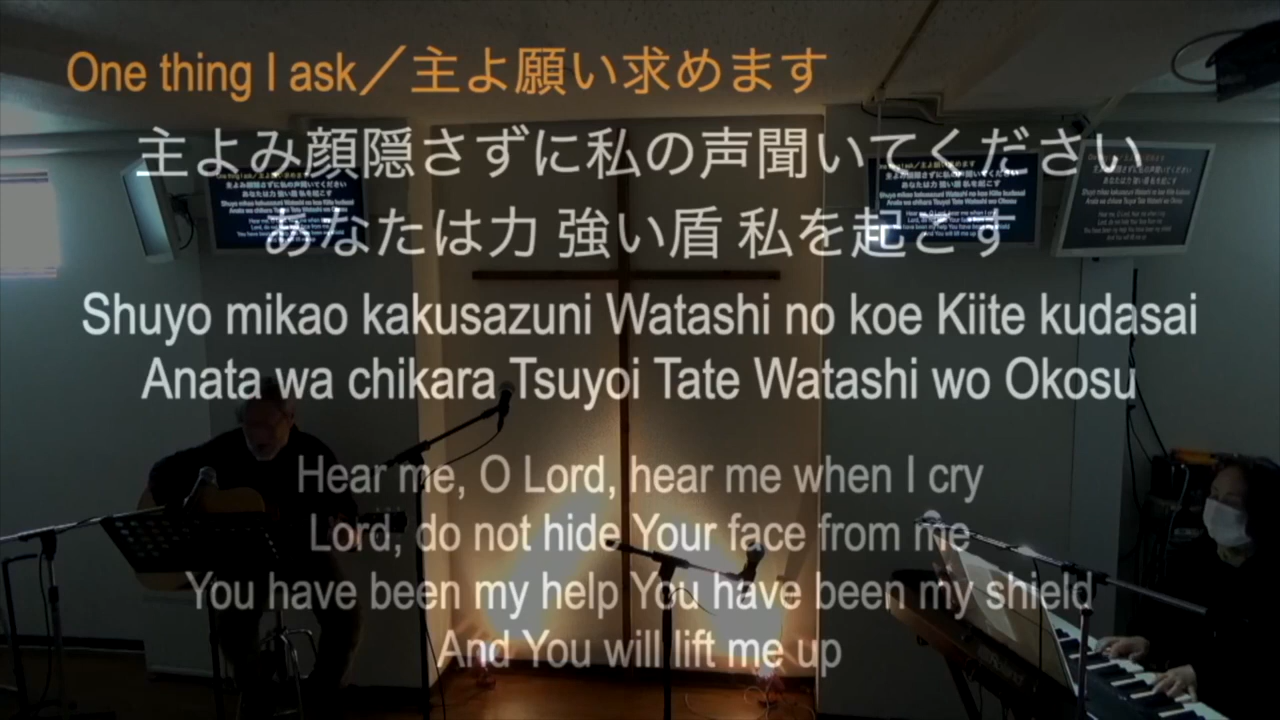 One thing I ask／主よ願い求めます
主よみ顔隠さずに私の声聞いてください
あなたは力 強い盾 私を起こす
Shuyo mikao kakusazuni Watashi no koe Kiite kudasai
Anata wa chikara Tsuyoi Tate Watashi wo Okosu
Hear me, O Lord, hear me when I cry
Lord, do not hide Your face from me
You have been my help You have been my shield
And You will lift me up
Roland